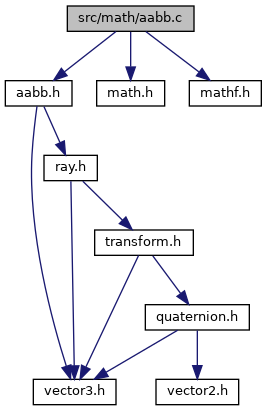 src/math/aabb.c
aabb.h
math.h
mathf.h
ray.h
transform.h
quaternion.h
vector3.h
vector2.h